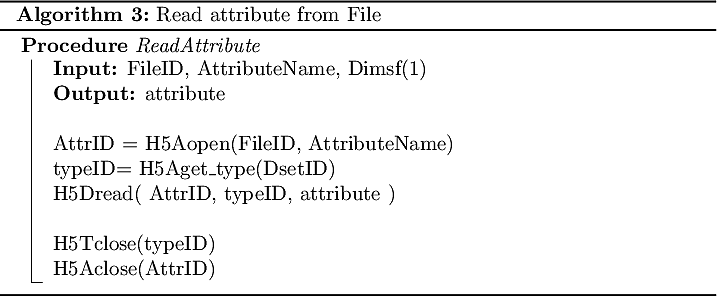 Algorithm 3: Read attribute from File
Procedure ReadAttribute
Input: FileID, AttributeName, Dimsf(1)
Output: attribute
AttrID = H5Aopen(FileID, AttributeName)
typeID= H5Aget_type(DsetID)
H5Dread( AttrID, typeID, attribute )
H5Tclose(typeID)
H5Aclose(AttrID)